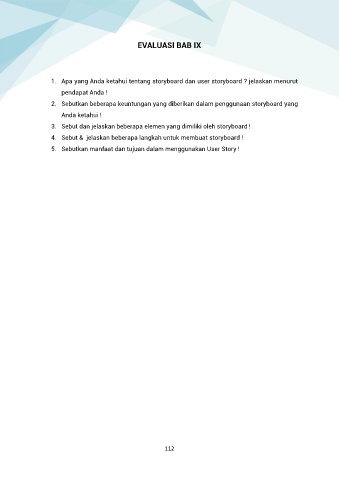 EVALUASI BAB IX
1. Apa yang Anda ketahui tentang storyboard dan user storyboard ? jelaskan menurut
pendapat Anda !
2. Sebutkan beberapa keuntungan yang diberikan dalam penggunaan storyboard yang
Anda ketahui !
3. Sebut dan jelaskan beberapa elemen yang dimiliki oleh storyboard !
4. Sebut & jelaskan beberapa langkah untuk membuat storyboard !
5. Sebutkan manfaat dan tujuan dalam menggunakan User Story !
112